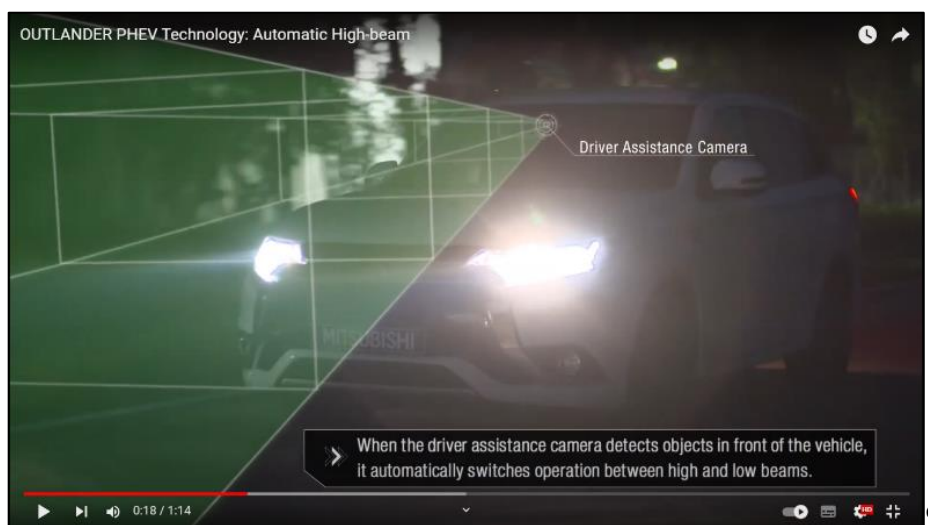 OUTLANDER PHEV Technology: Automatic High-beam
Driver Assistance Camera
MITSUBISHI
When the driver assistance camera detects objects in front of the vehicle,
it automatically switches operation between high and low beams.
0:18 / 1:14
HD